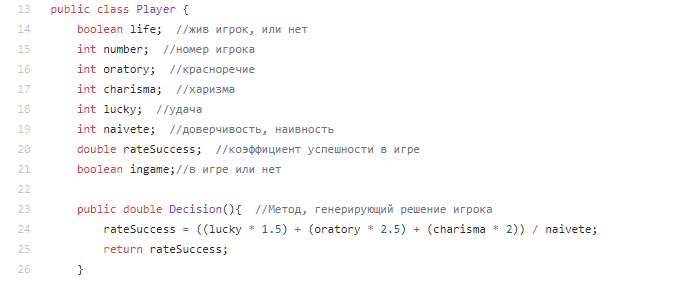 13 public class Player {
14 boolean life; //жив игрок, или нет
15 int number; //номер игрока
16 int oratory; //красноречие
17 int charisma; //харизма
18 int lucky; //удача
19 int naivete; //доверчивость, наивность
20 double rateSuccess; //коэффициент успешности в игре
21 boolean ingame;//в игре или нет
22
23 public double Decision(){ //Метод, генерирующий решение игрока
24 rateSuccess = ((lucky * 1.5) + (oratory * 2.5) + (charisma * 2)) / naivete;
25 return rateSuccess;
26 }